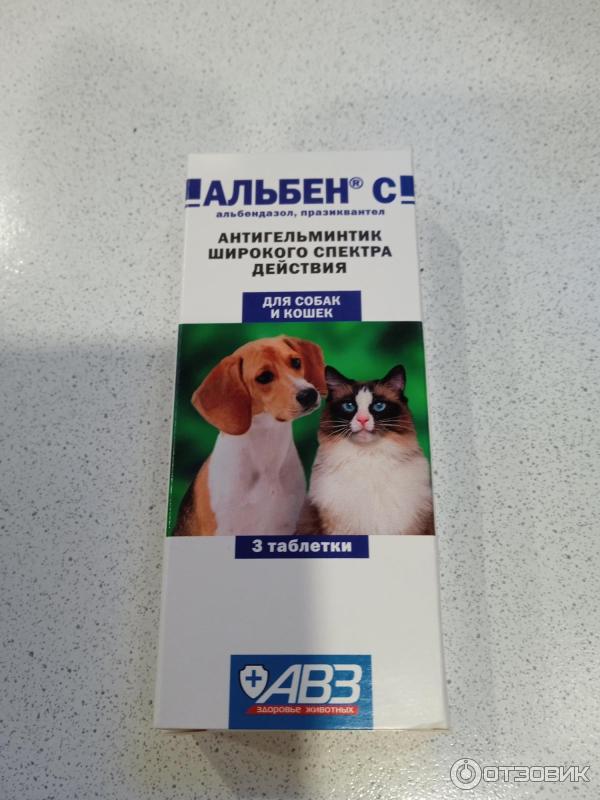 АЛЬБЕН® С
альбендазол, празиквантел
АНТИГЕЛЬМИНТИК
ШИРОКОГО СПЕКТРА
ДЕЙСТВИЯ
ДЛЯ СОБАК
И КОШЕК
3 таблетки
АВЗ
здоровье животных
ОТЗОВИК